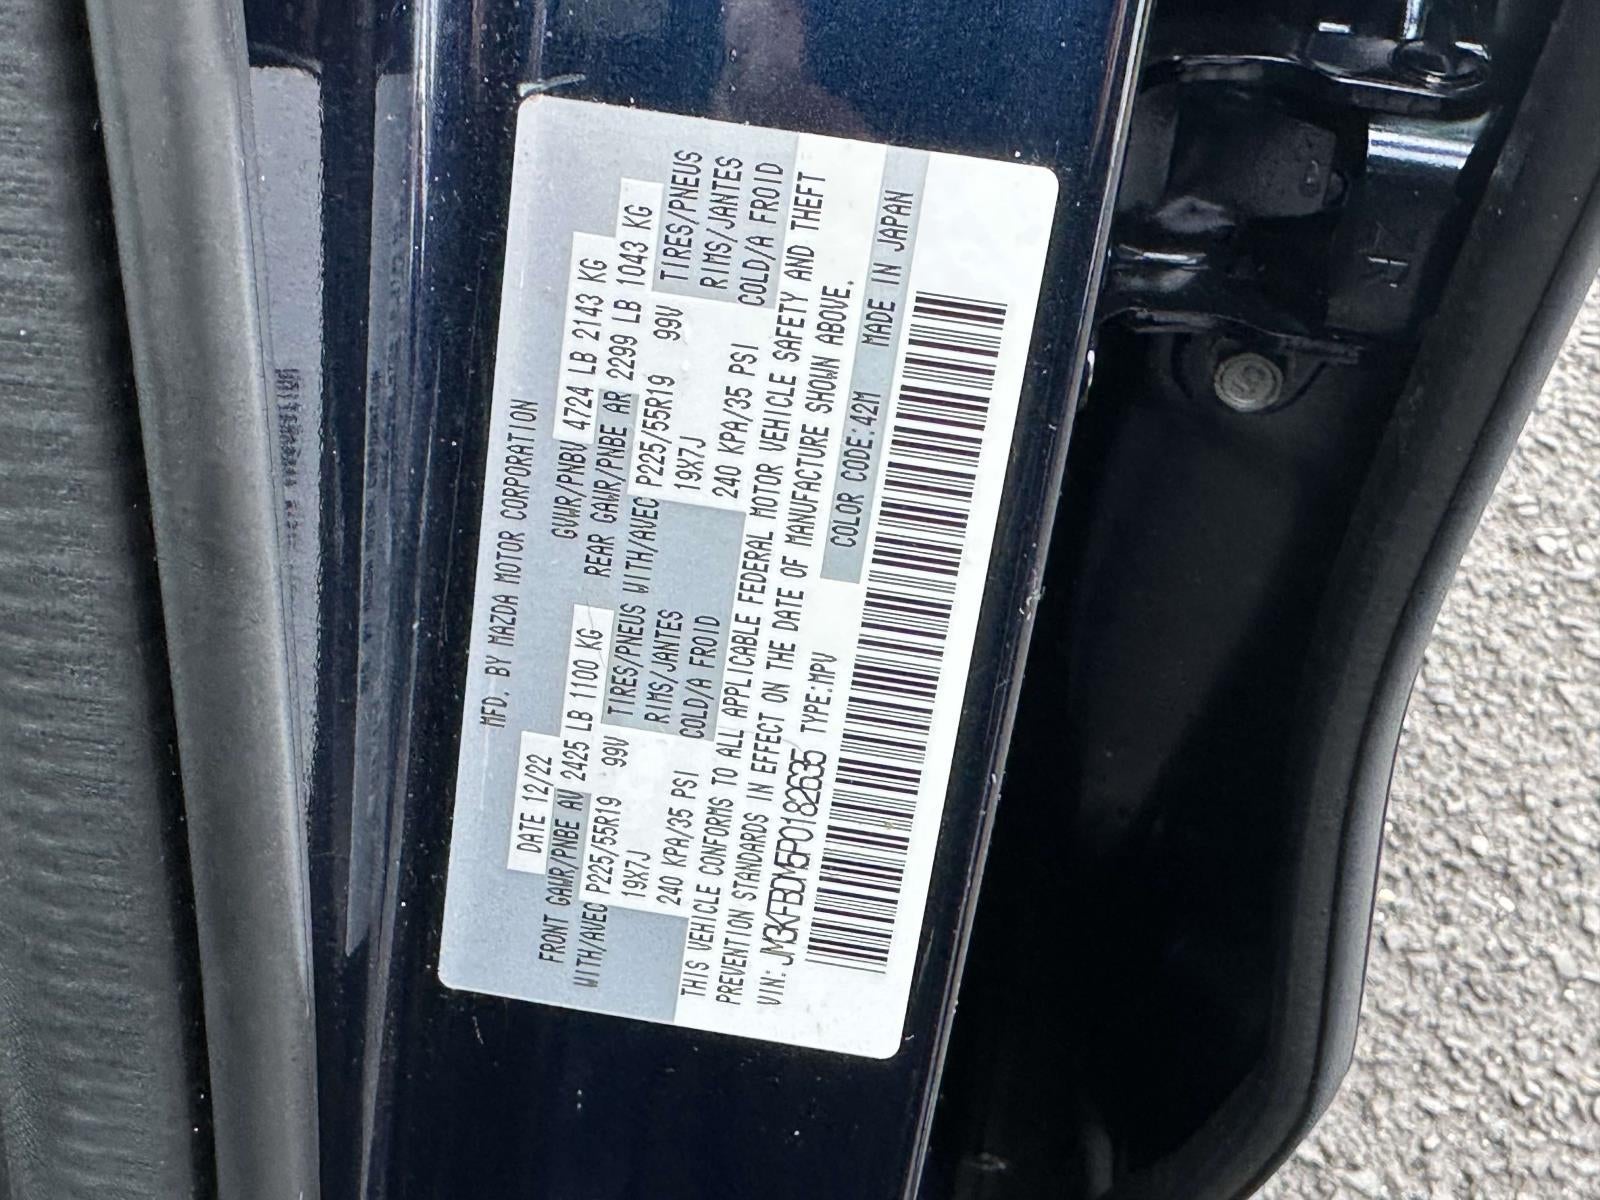 MFD. BY MAZDA MOTOR CORPORATION
DATE 12/22 GVWR/PNBV 4724 LB 2143 KG
FRONT GAWR/PNBE AV 2425 LB 1100 KG REAR GAWR/PNBE AR 2299 LB 1043 KG
WITH/AVEC P225/55R19 99V TIRES/PNEUS WITH/AVEC P225/55R19 99V TIRES/PNEUS
19X7J RIMS/JANTES 19X7J RIMS/JANTES
240 KPA/35 PSI COLD/A FROID 240 KPA/35 PSI COLD/A FROID
THIS VEHICLE CONFORMS TO ALL APPLICABLE FEDERAL MOTOR VEHICLE SAFETY AND THEFT
PREVENTION STANDARDS IN EFFECT ON THE DATE OF MANUFACTURE SHOWN ABOVE.
VIN: JM3KFBDM5P0182635 TYPE:MPV COLOR CODE:42M MADE IN JAPAN